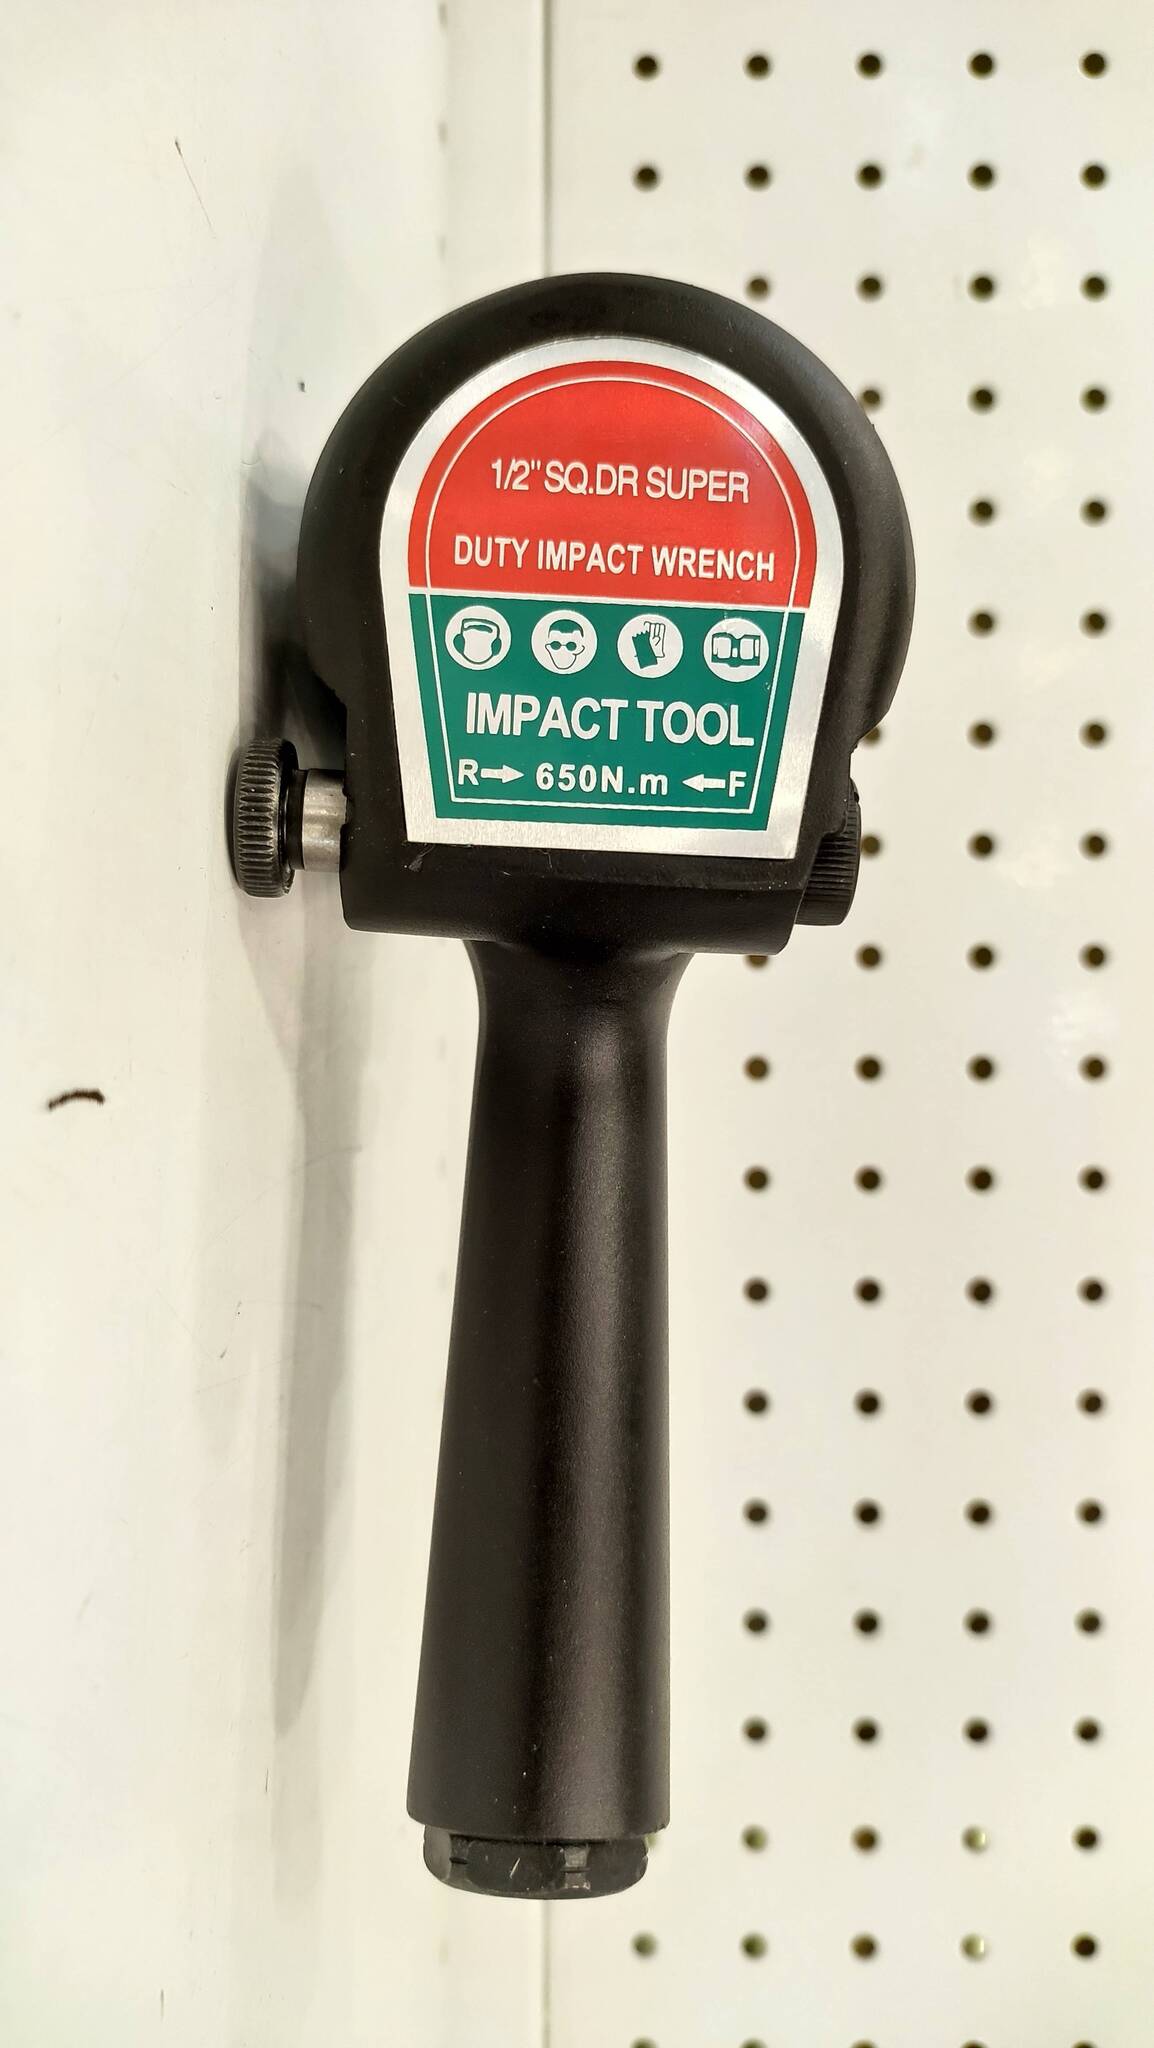 1/2" SQ.DR SUPER
DUTY IMPACT WRENCH
IMPACT TOOL
R→ 650N.m ←F